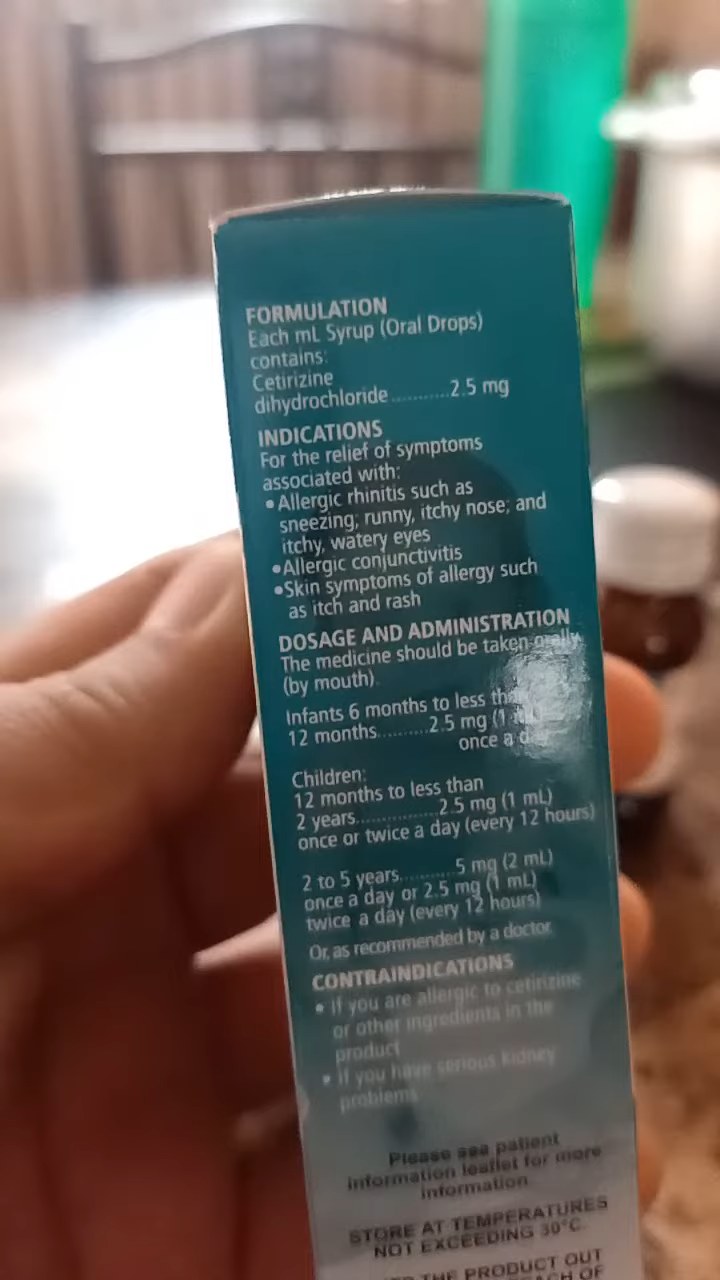 FORMULATION
Each mL Syrup (Oral Drops)
contains:
Cetirizine
dihydrochloride...........2.5 mg
INDICATIONS
For the relief of symptoms
associated with:
•Allergic rhinitis such as
sneezing, runny, itchy nose; and
itchy, watery eyes
•Allergic conjunctivitis
•Skin symptoms of allergy such
as itch and rash
DOSAGE AND ADMINISTRATION
The medicine should be taken orally
(by mouth).
Infants 6 months to less than
12 months..........2.5 mg (1
once a
Children:
12 months to less than
2 years................2.5 mg (1 mL)
once or twice a day (every 12 hours)
2 to 5 years...........5 mg (2 mL)
once a day or 2.5 mg (1 mL)
twice a day (every 12 hours)
Or, as recommended by a doctor.
CONTRAINDICATIONS
• If you are allergic to cetirizine
or other ingredients in the
product
• If you have serious kidney
problems
Please see patient
information leaflet for more
information.
STORE AT TEMPERATURES
NOT EXCEEDING 30°C.
THE PRODUCT OUT
OF